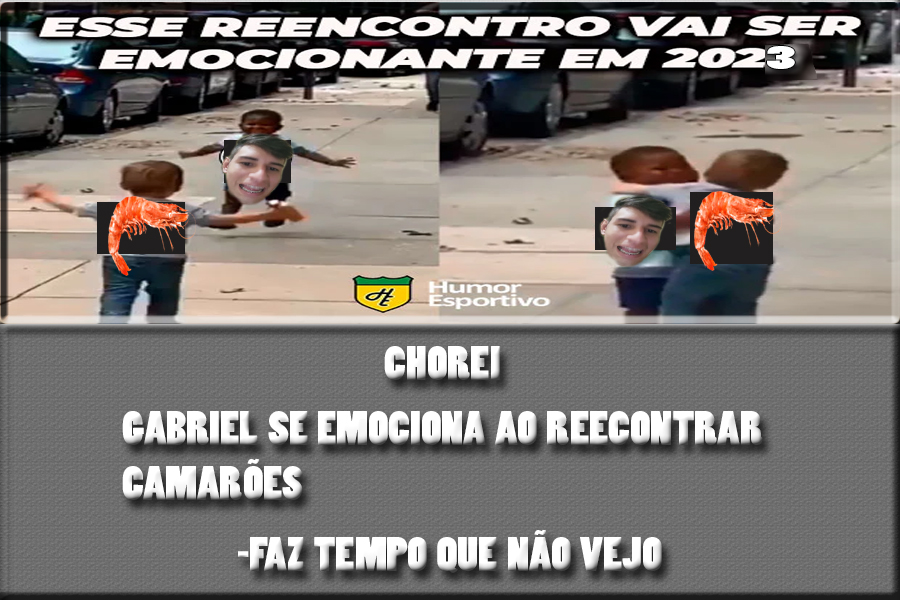 ESSE REENCONTRO VAI SER
EMOCIONANTE EM 2023
Humor
Esportivo
CHOREI
GABRIEL SE EMOCIONA AO REECONTRAR
CAMARÕES
-FAZ TEMPO QUE NÃO VEJO